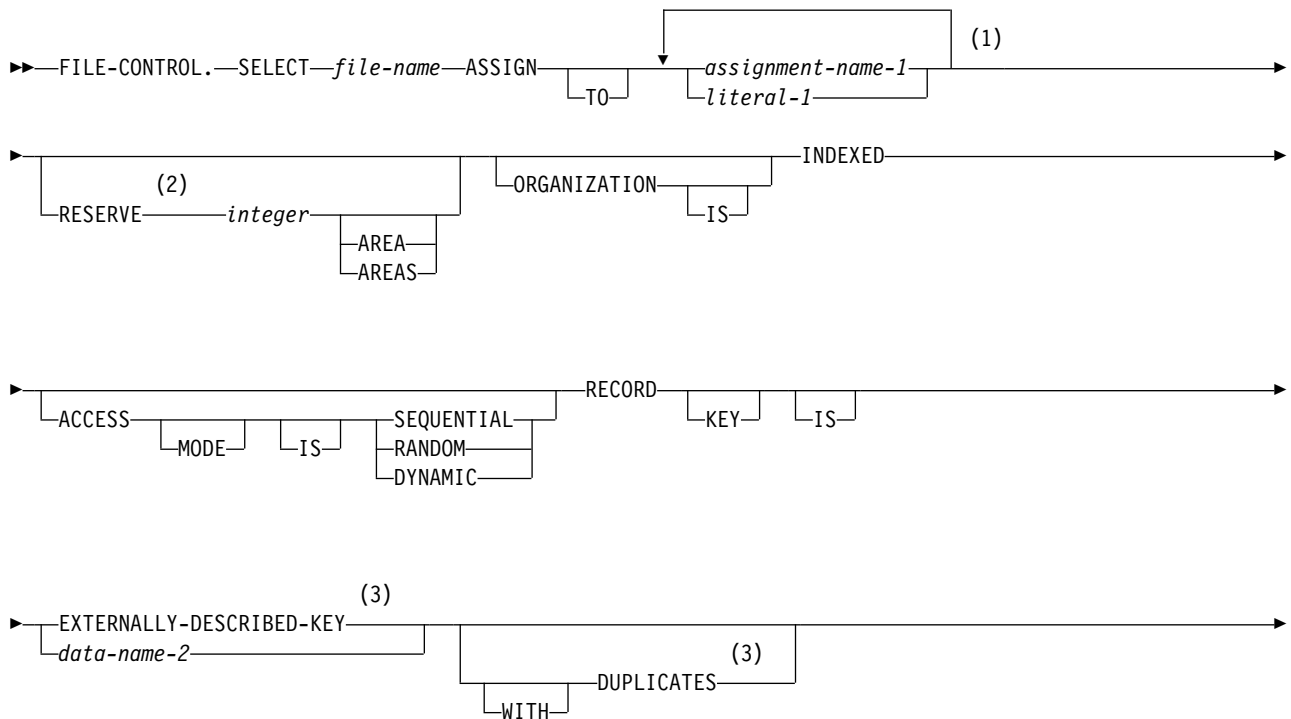 (1)
FILE-CONTROL. SELECT file-name ASSIGN TO assignment-name-1
literal-1
(2)
RESERVE integer AREA AREAS ORGANIZATION IS INDEXED
ACCESS MODE IS SEQUENTIAL RANDOM DYNAMIC RECORD KEY IS
(3)
EXTERNALLY-DESCRIBED-KEY
data-name-2
(3)
WITH DUPLICATES